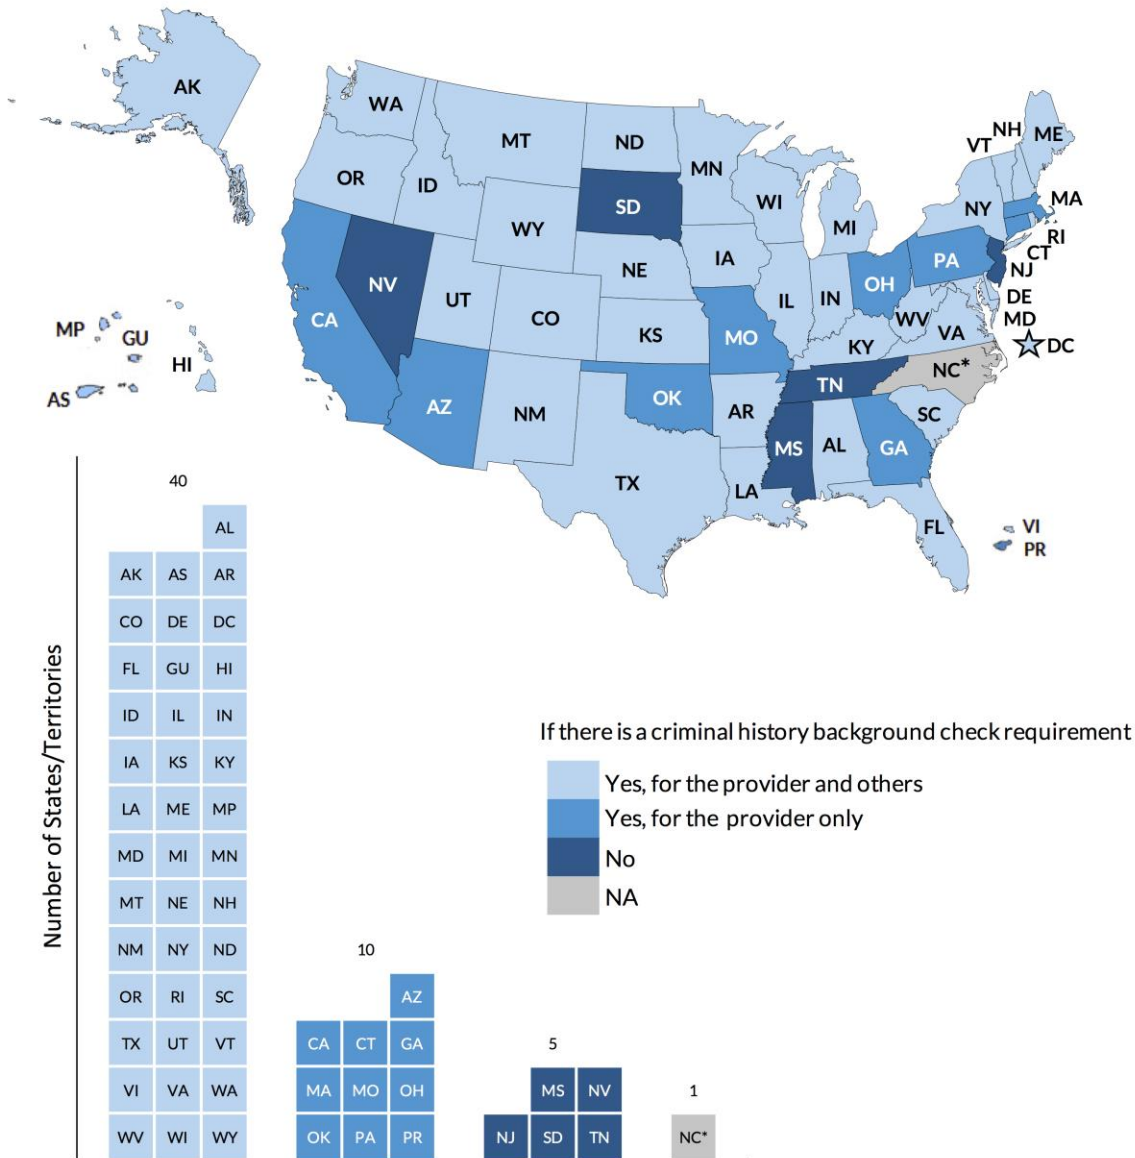 AK
WA
MT
ND
MN
OR
ID
SD
WI
MI
NY
VT
NH
ME
MA
RI
CT
NJ
WY
IA
NE
PA
OH
IL
IN
DE
MD
DC
NV
UT
CO
KS
MO
WV
VA
KY
CA
MP
GU
HI
AS
AZ
NM
OK
AR
TN
NC*
SC
TX
LA
MS
AL
GA
FL
VI
PR
Number of States/Territories
40
AL
AK AS AR
CO DE DC
FL GU HI
ID IL IN
IA KS KY
LA ME MP
MD MI MN
MT NE NH
NM NY ND
OR RI SC
TX UT VT
VI VA WA
WV WI WY
10
AZ
CA CT GA
MA MO OH
OK PA PR
5
MS NV
NJ SD TN
1
NC*
If there is a criminal history background check requirement
Yes, for the provider and others
Yes, for the provider only
No
NA